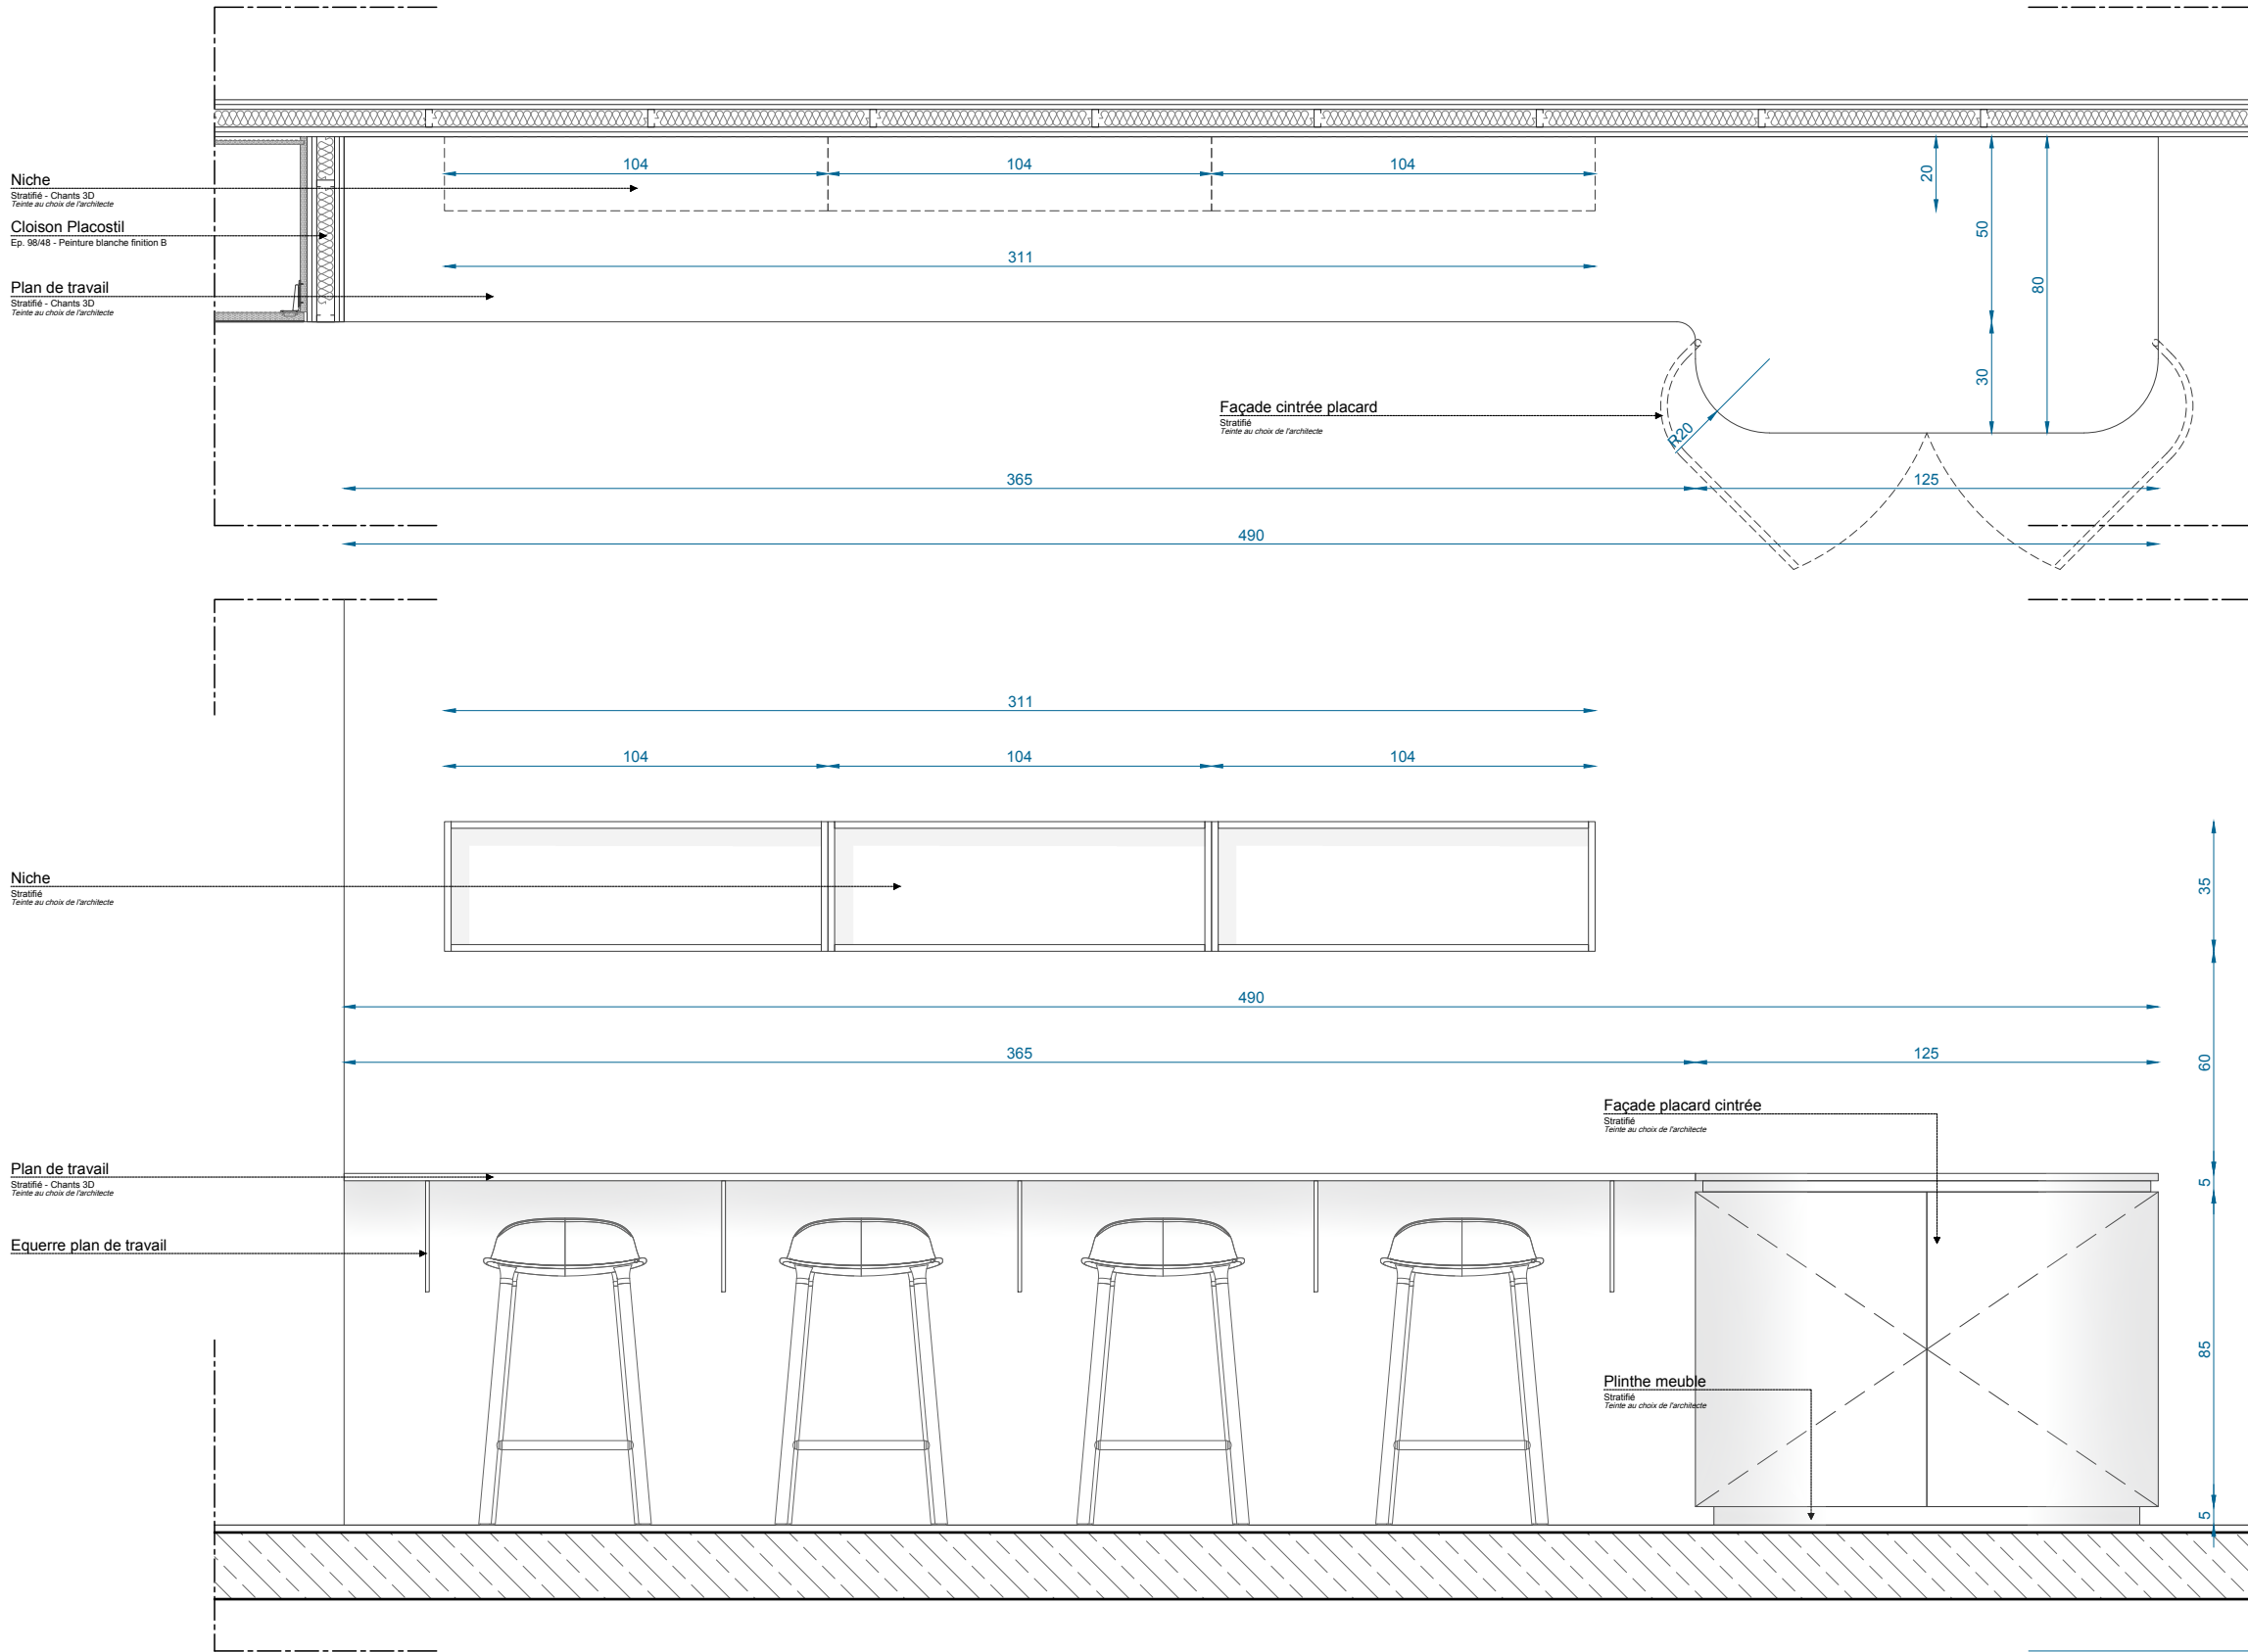 104
104
104
Niche
Stratifié - Chants 3D
Teinte au choix de l'architecte
20
Cloison Placostil
Ep. 98/48 - Peinture blanche finition B
50
311
80
Plan de travail
Stratifié - Chants 3D
Teinte au choix de l'architecte
30
Façade cintrée placard
Stratifié
Teinte au choix de l'architecte
R20
365
125
490
311
104
104
104
Niche
Stratifié
Teinte au choix de l'architecte
35
490
365
125
60
Façade placard cintrée
Stratifié
Teinte au choix de l'architecte
Plan de travail
Stratifié - Chants 3D
Teinte au choix de l'architecte
5
Equerre plan de travail
85
Plinthe meuble
Stratifié
Teinte au choix de l'architecte
5